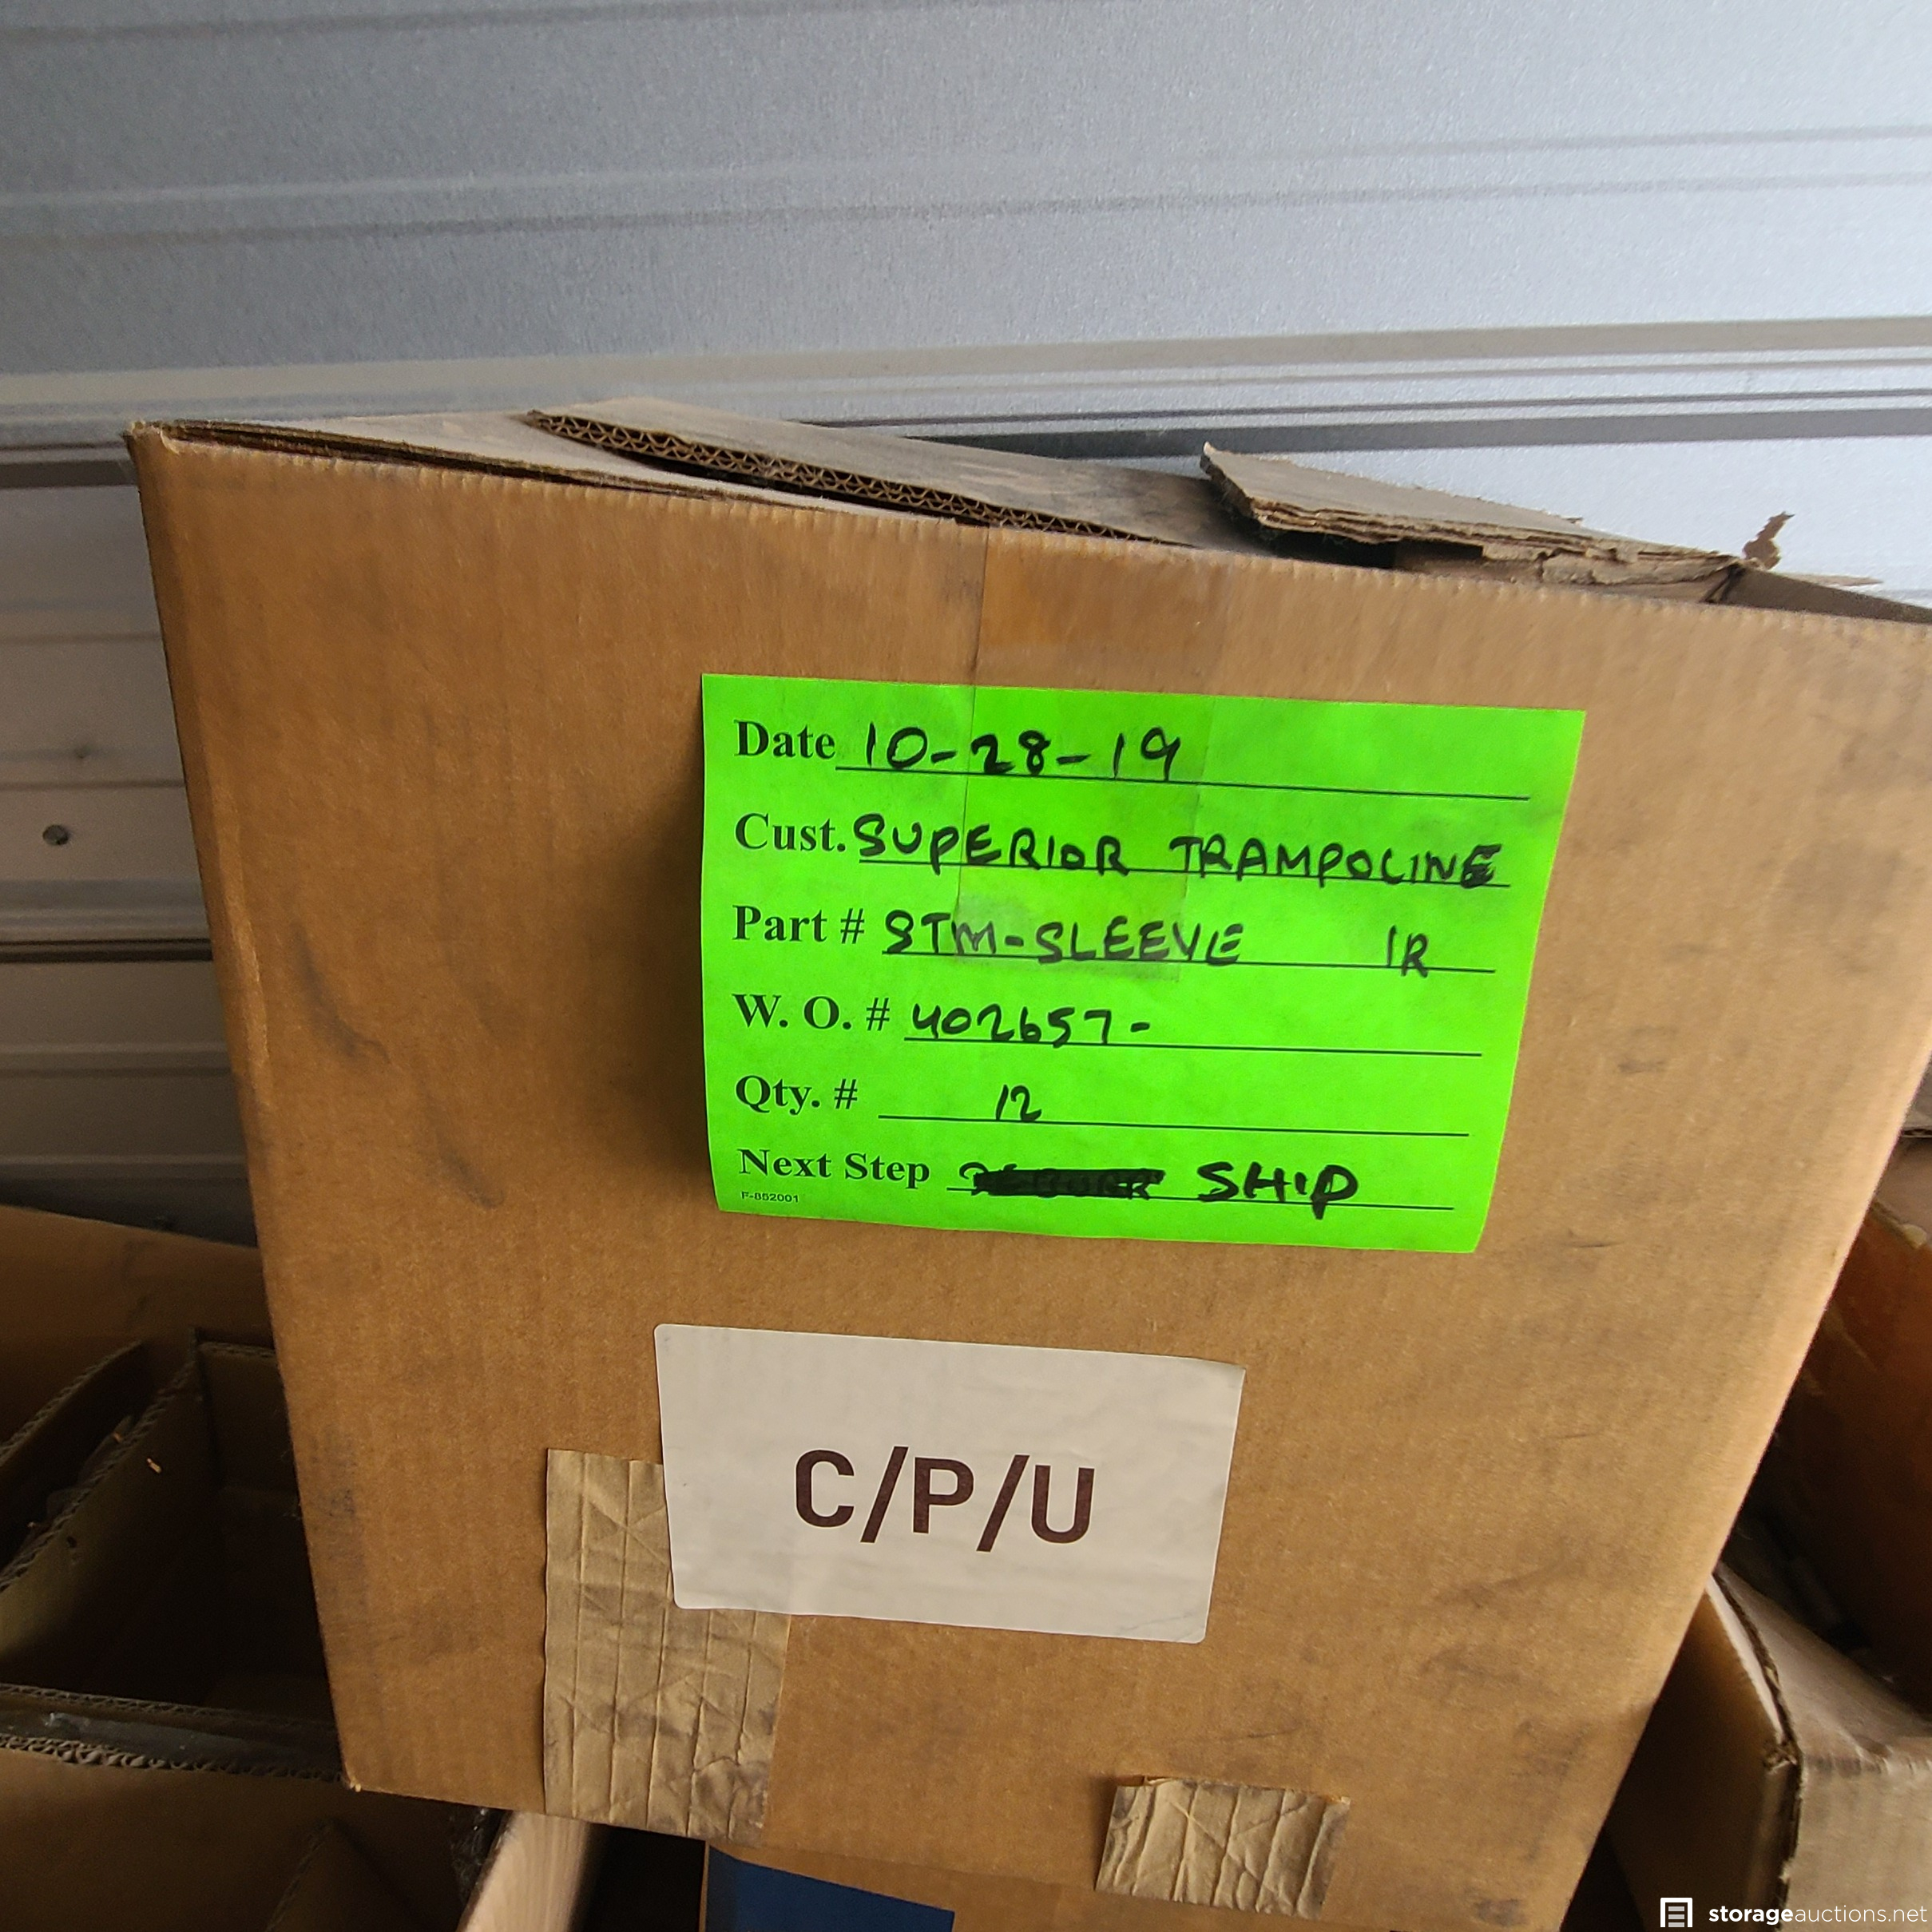 Date 10-28-19
Cust. SUPERIOR TRAMPOLINE
Part # STM-SLEEVE 1R
W. O. # 402657-
Qty. # 12
Next Step SHIP
F-852001
C/P/U
storageauctions.net